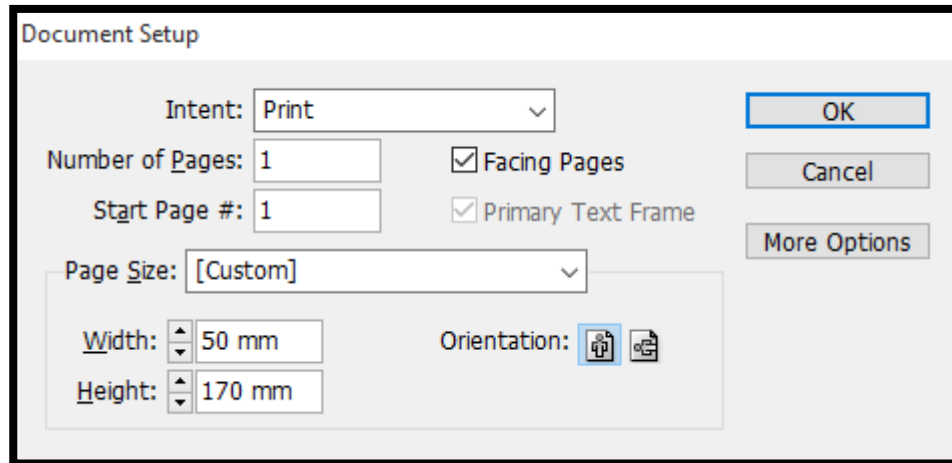 Document Setup
Intent: Print
OK
Number of Pages: 1
Facing Pages
Cancel
Start Page #: 1
Primary Text Frame
More Options
Page Size: [Custom]
Width: 50 mm
Orientation:
Height: 170 mm